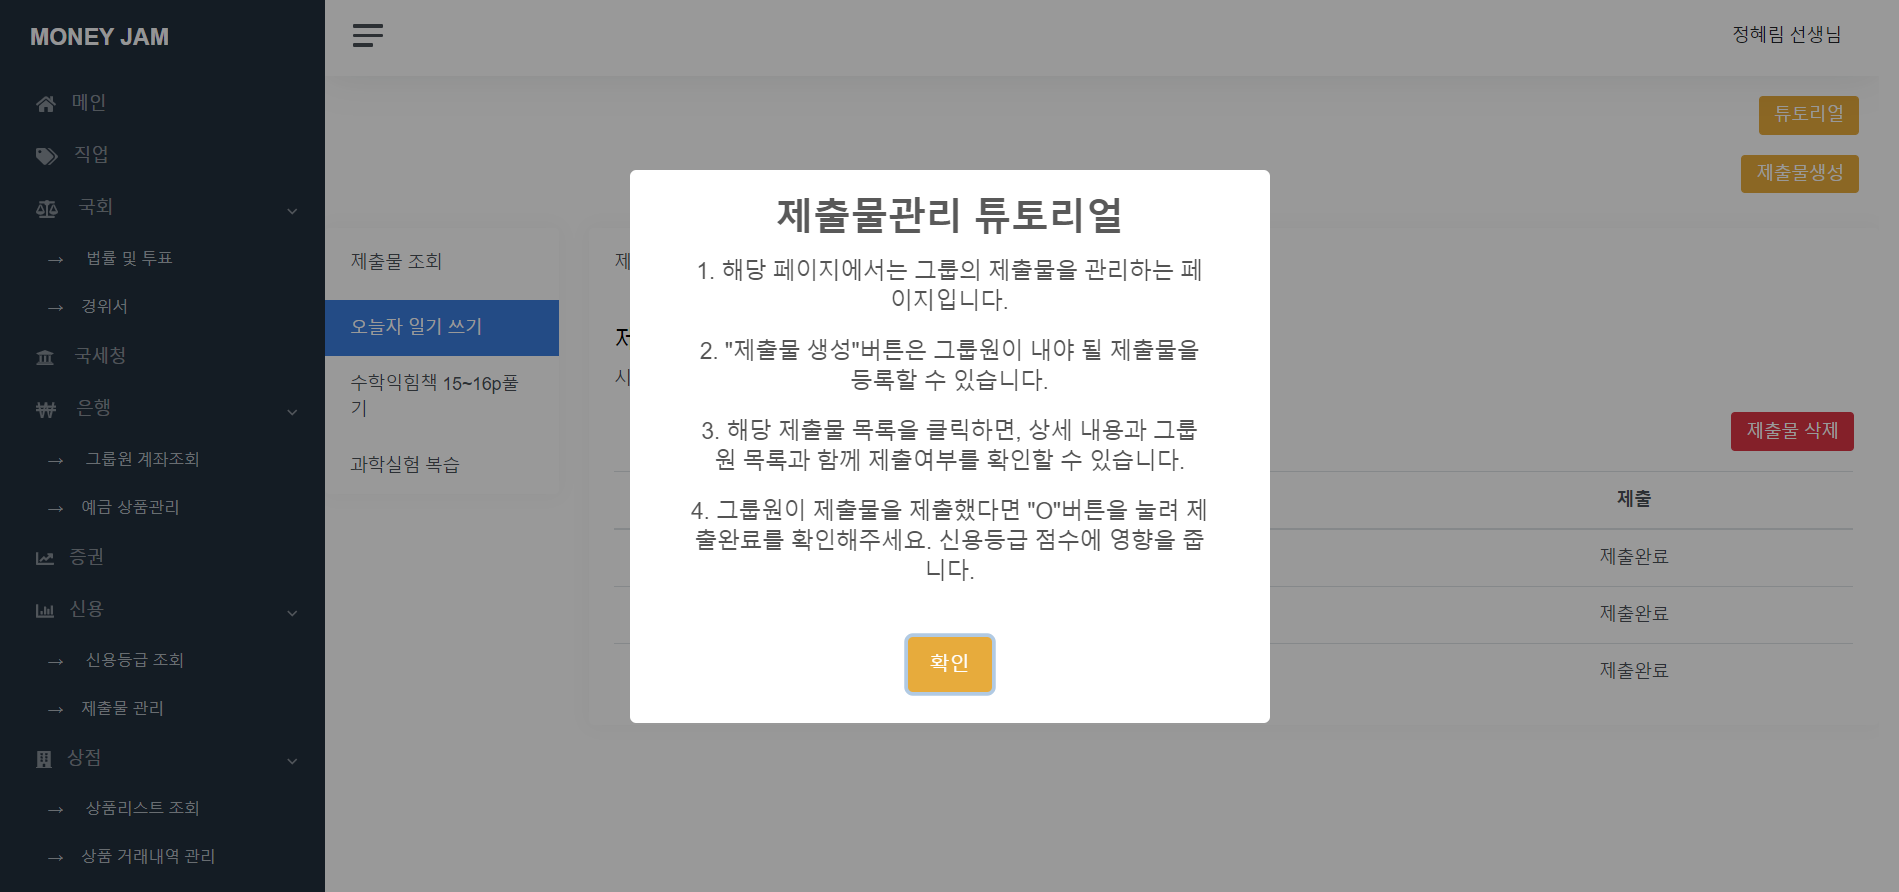 MONEY JAM
정혜림 선생님
메인
직업
국회
법률 및 투표
경위서
국세청
은행
그룹원 계좌조회
예금 상품관리
증권
신용
신용등급 조회
제출물 관리
상점
상품리스트 조회
상품 거래내역 관리
튜토리얼
제출물생성
제출물 조회
오늘자 일기 쓰기
수학익힘책 15~16p풀
기
과학실험 복습
제출물관리 튜토리얼
1. 해당 페이지에서는 그룹의 제출물을 관리하는 페
이지입니다.
2. "제출물 생성"버튼은 그룹원이 내야 될 제출물을
등록할 수 있습니다.
3. 해당 제출물 목록을 클릭하면, 상세 내용과 그룹
원 목록과 함께 제출여부를 확인할 수 있습니다.
4. 그룹원이 제출물을 제출했다면 "O"버튼을 눌려 제
출완료를 확인해주세요. 신용등급 점수에 영향을 줍
니다.
확인
제출물 삭제
제출
제출완료
제출완료
제출완료